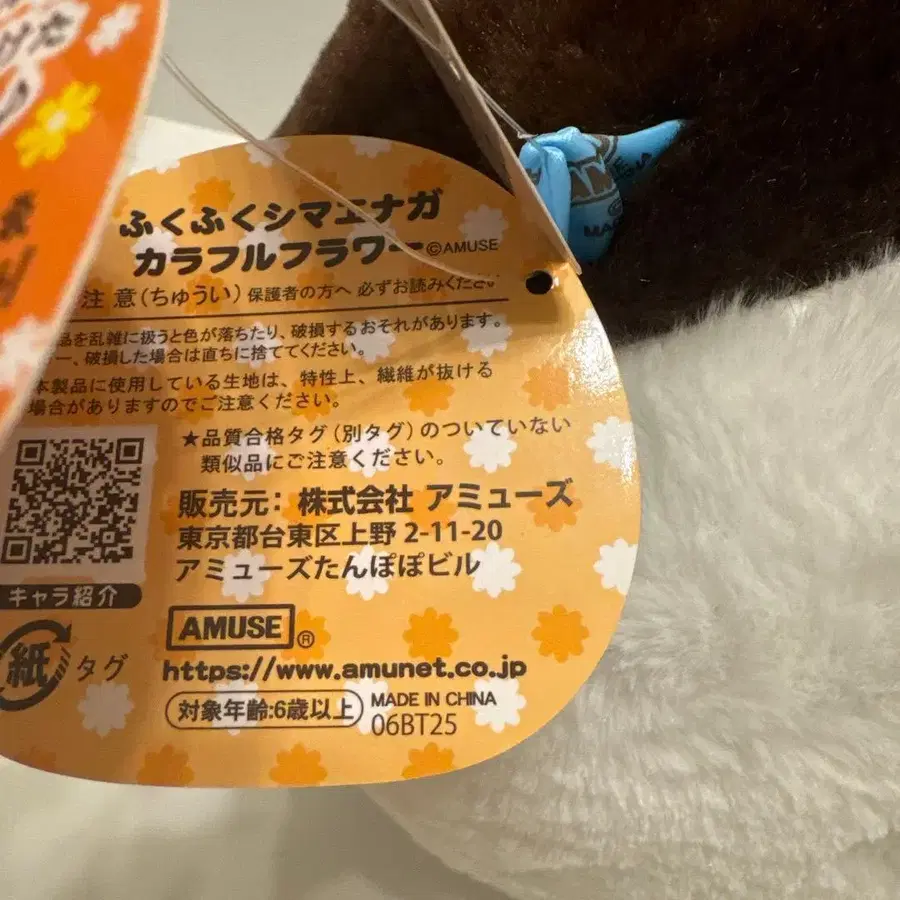 ふくふくシマエナガ
カラフルフラワー ©AMUSE
注意(ちゅうい) 保護者の方へ 必ずお読みください
品を乱雑に扱うと色が落ちたり、破損するおそれがあります。
一、破損した場合は直ちに捨ててください。
本製品に使用している生地は、特性上、繊維が抜ける
場合がありますのでご注意ください。
★品質合格タグ(別タグ)のついていない
類似品にご注意ください。
販売元: 株式会社 アミューズ
東京都台東区上野 2-11-20
アミューズたんぽぽビル
キャラ紹介
紙 タグ
AMUSE ®
https://www.amunet.co.jp
対象年齢:6歳以上
MADE IN CHINA
06BT25